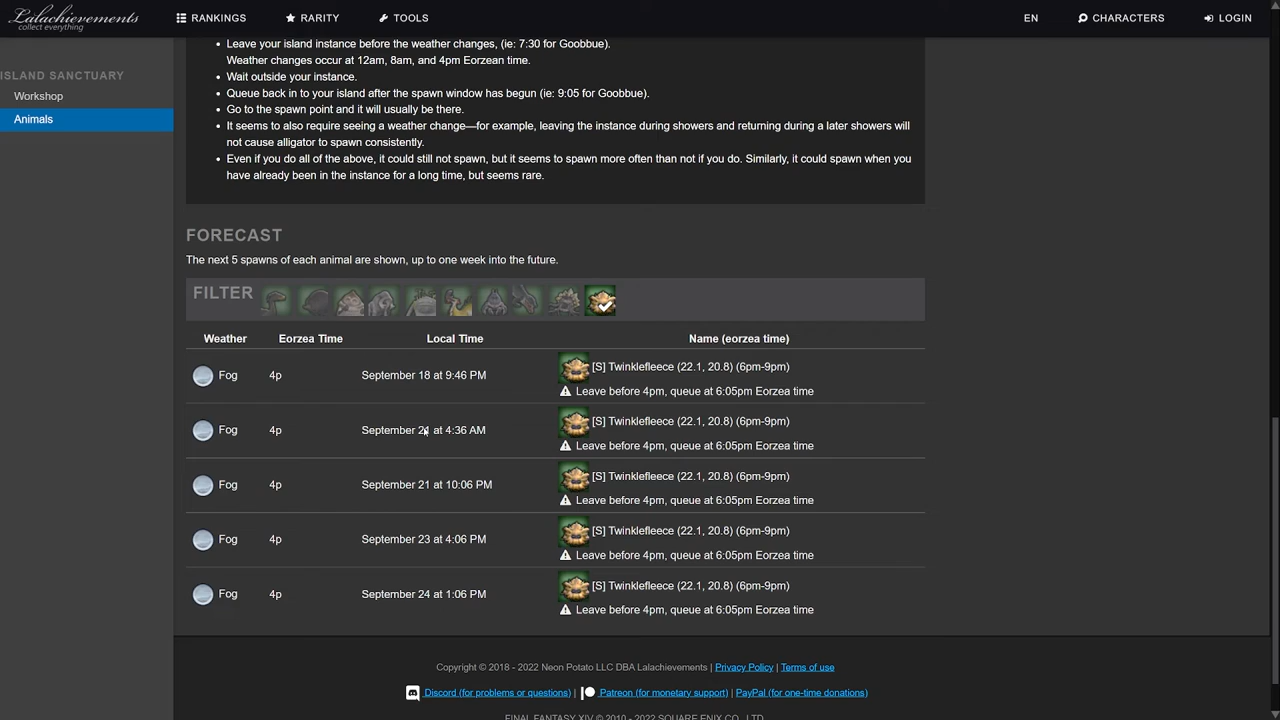 Lalachievements
collect everything
RANKINGS
RARITY
TOOLS
EN
CHARACTERS
LOGIN
ISLAND SANCTUARY
Workshop
Animals
Leave your island instance before the weather changes, (ie: 7:30 for Goobbue).
Weather changes occur at 12am, 8am, and 4pm Eorzean time.
Wait outside your instance.
Queue back in to your island after the spawn window has begun (ie: 9:05 for Goobbue).
Go to the spawn point and it will usually be there.
It seems to also require seeing a weather change—for example, leaving the instance during showers and returning during a later showers will
not cause alligator to spawn consistently.
Even if you do all of the above, it could still not spawn, but it seems to spawn more often than not if you do. Similarly, it could spawn when you
have already been in the instance for a long time, but seems rare.
FORECAST
The next 5 spawns of each animal are shown, up to one week into the future.
FILTER
Weather Eorzea Time Local Time Name (eorzea time)
Fog 4p September 18 at 9:46 PM [S] Twinklefleece (22.1, 20.8) (6pm-9pm)
Leave before 4pm, queue at 6:05pm Eorzea time
Fog 4p September at 4:36 AM [S] Twinklefleece (22.1, 20.8) (6pm-9pm)
Leave before 4pm, queue at 6:05pm Eorzea time
Fog 4p September 21 at 10:06 PM [S] Twinklefleece (22.1, 20.8) (6pm-9pm)
Leave before 4pm, queue at 6:05pm Eorzea time
Fog 4p September 23 at 4:06 PM [S] Twinklefleece (22.1, 20.8) (6pm-9pm)
Leave before 4pm, queue at 6:05pm Eorzea time
Fog 4p September 24 at 1:06 PM [S] Twinklefleece (22.1, 20.8) (6pm-9pm)
Leave before 4pm, queue at 6:05pm Eorzea time
Copyright © 2018 - 2022 Neon Potato LLC DBA Lalachievements | Privacy Policy | Terms of use
Discord (for problems or questions) | Patreon (for monetary support) | PayPal (for one-time donations)
FINAL FANTASY XIV © 2010 - 2022 SQUARE ENIX CO., LTD.